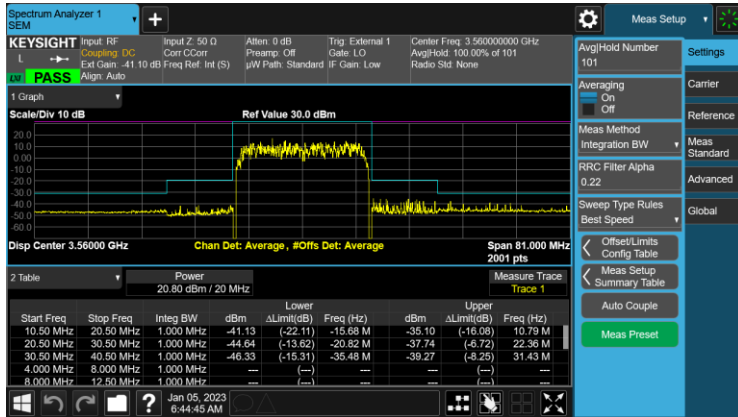 Spectrum Analyzer 1
SEM
+
Meas Setup
KEYSIGHT
L
PASS
Input: RF
Coupling: DC
Ext Gain: -41.10 dB
Align: Auto
Input Z: 50 Ω
Corr CCorr
Freq Ref: Int (S)
Atten: 0 dB
Preamp: Off
µW Path: Standard
Trig: External 1
Gate: LO
IF Gain: Low
Center Freq: 3.560000000 GHz
Avg|Hold: 100.00% of 101
Radio Std: None
1 Graph
Scale/Div 10 dB
Ref Value 30.0 dBm
20.0
10.0
0.00
-10.0
-20.0
-30.0
-40.0
-50.0
-60.0
Disp Center 3.56000 GHz
Chan Det: Average, #Offs Det: Average
Span 81.000 MHz
2001 pts
2 Table
Power
20.80 dBm / 20 MHz
Measure Trace
Trace 1
Lower Upper
Start Freq Stop Freq Integ BW dBm ΔLimit(dB) Freq (Hz) dBm ΔLimit(dB) Freq (Hz)
10.50 MHz 20.50 MHz 1.000 MHz -41.13 (-22.11) -15.68 M -35.10 (-16.08) 10.79 M
20.50 MHz 30.50 MHz 1.000 MHz -44.64 (-13.62) -20.82 M -37.74 (-6.72) 22.36 M
30.50 MHz 40.50 MHz 1.000 MHz -46.33 (-15.31) -35.48 M -39.27 (-8.25) 31.43 M
4.000 MHz 8.000 MHz 1.000 MHz --- (---) --- (---)
8.000 MHz 12.50 MHz 1.000 MHz --- (---) --- (---)
?
Jan 05, 2023
6:44:45 AM
Avg|Hold Number
101
Averaging
On
Off
Meas Method
Integration BW
RRC Filter Alpha
0.22
Sweep Type Rules
Best Speed
Offset/Limits
Config Table
Meas Setup
Summary Table
Auto Couple
Meas Preset
Settings
Carrier
Reference
Meas
Standard
Advanced
Global